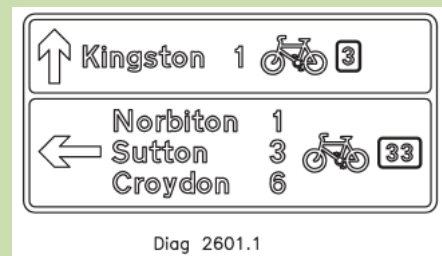 Kingston 1 3
Norbiton 1
Sutton 3 33
Croydon 6
Diag 2601.1